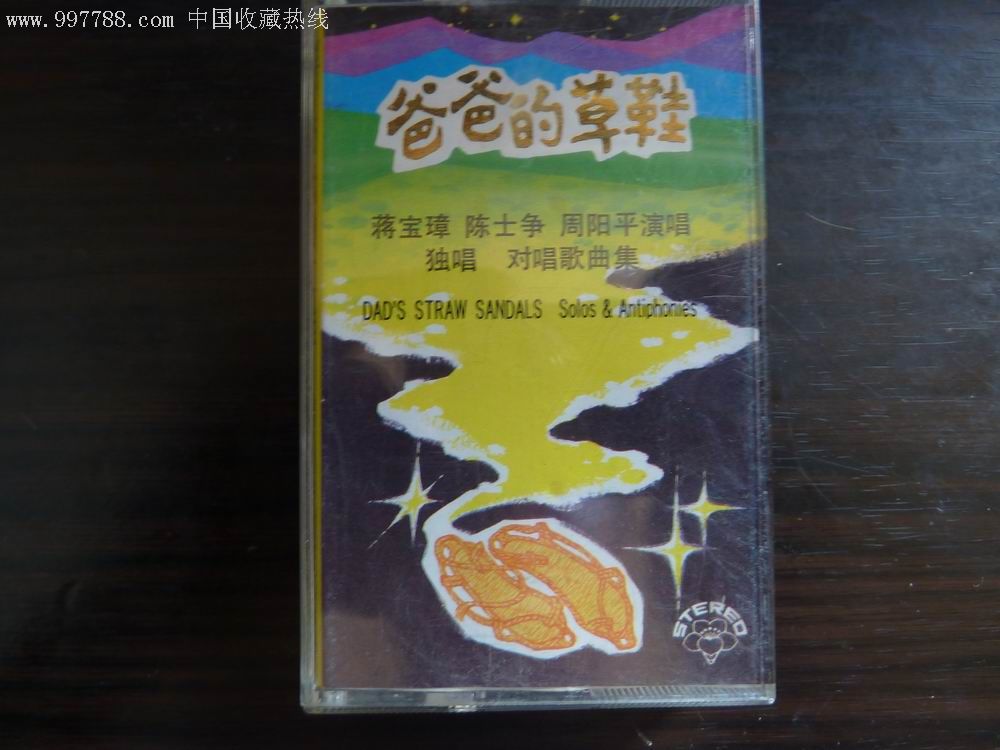 www.997788.com 中国收藏热线
爸爸的草鞋
蒋宝璋 陈士争 周阳平演唱
独唱 对唱歌曲集
DAD'S STRAW SANDALS Solos & Antiphonies
STEREO